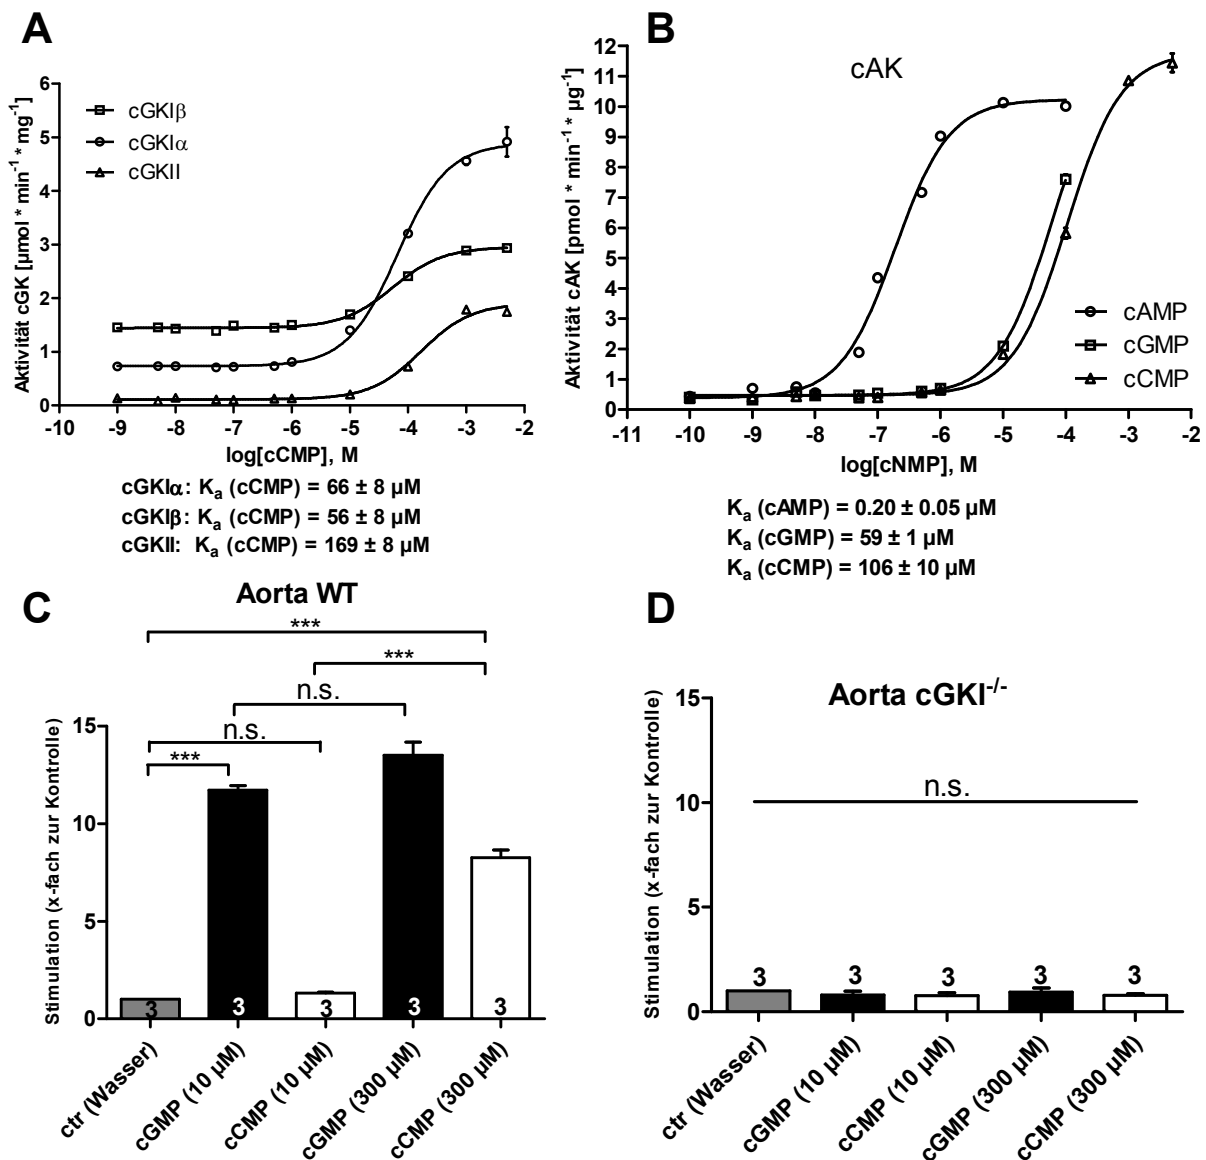 A
Aktivität cGK [µmol * min⁻¹ * mg⁻¹]
6
5
4
3
2
1
0
cGKIβ
cGKIα
cGKII
-10 -9 -8 -7 -6 -5 -4 -3 -2
log[cCMP], M
cGKIα: Kₐ (cCMP) = 66 ± 8 µM
cGKIβ: Kₐ (cCMP) = 56 ± 8 µM
cGKII: Kₐ (cCMP) = 169 ± 8 µM
B
cAK
Aktivität cAK [pmol * min⁻¹ * µg⁻¹]
12
11
10
9
8
7
6
5
4
3
2
1
0
cAMP
cGMP
cCMP
-11 -10 -9 -8 -7 -6 -5 -4 -3 -2
log[cNMP], M
Kₐ (cAMP) = 0.20 ± 0.05 µM
Kₐ (cGMP) = 59 ± 1 µM
Kₐ (cCMP) = 106 ± 10 µM
C
Aorta WT
***
***
n.s.
n.s.
***
Stimulation (x-fach zur Kontrolle)
15
10
5
0
3 3 3 3 3
ctr (Wasser)
cGMP (10 µM)
cCMP (10 µM)
cGMP (300 µM)
cCMP (300 µM)
D
Aorta cGKI⁻/⁻
n.s.
Stimulation (x-fach zur Kontrolle)
15
10
5
0
3 3 3 3 3
ctr (Wasser)
cGMP (10 µM)
cCMP (10 µM)
cGMP (300 µM)
cCMP (300 µM)